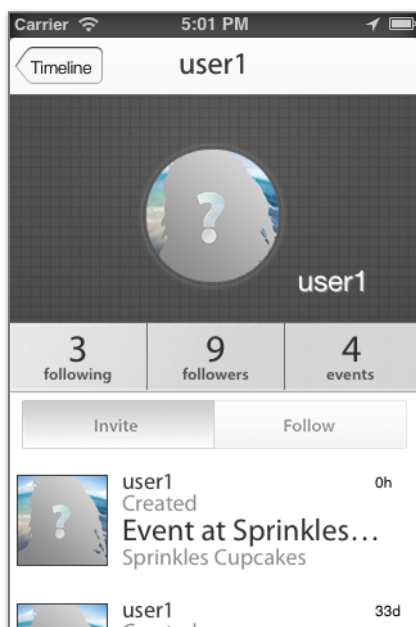 Carrier 5:01 PM
Timeline user1
?
user1
3 9 4
following followers events
Invite Follow
user1 0h
Created
?
Event at Sprinkles...
Sprinkles Cupcakes
user1 33d
Created